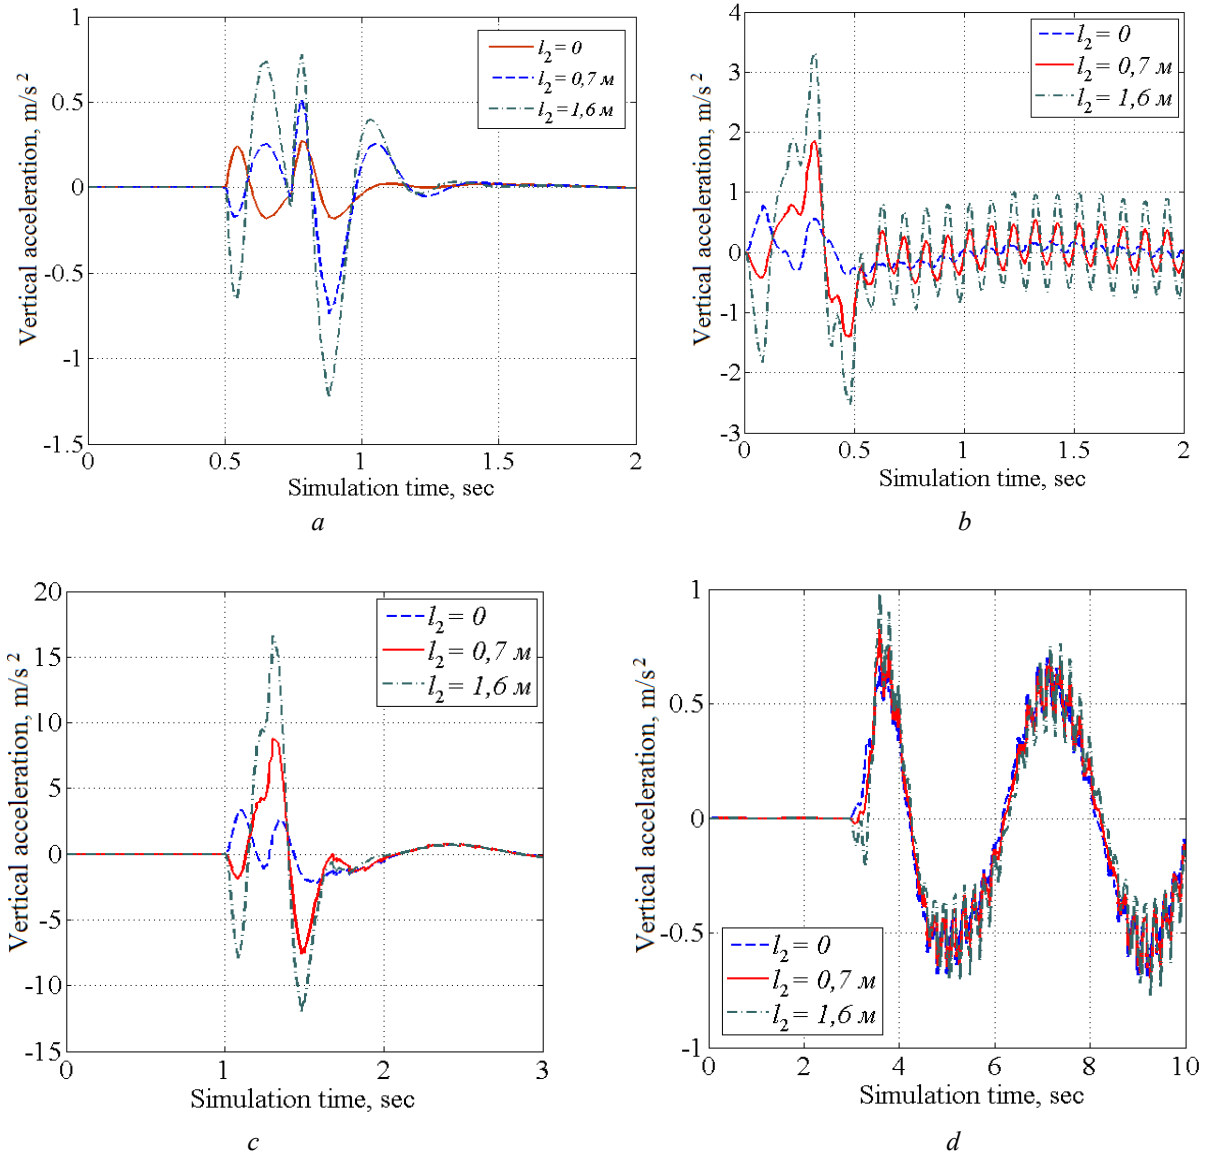 1
0.5
0
-0.5
-1
-1.5
Vertical acceleration, m/s²
l₂ = 0
l₂ = 0,7 м
l₂ = 1,6 м
0 0.5 1 1.5 2
Simulation time, sec
a
4
3
2
1
0
-1
-2
-3
Vertical acceleration, m/s²
l₂ = 0
l₂ = 0,7 м
l₂ = 1,6 м
0 0.5 1 1.5 2
Simulation time, sec
b
20
15
10
5
0
-5
-10
-15
Vertical acceleration, m/s²
l₂ = 0
l₂ = 0,7 м
l₂ = 1,6 м
0 1 2 3
Simulation time, sec
c
1
0.5
0
-0.5
-1
Vertical acceleration, m/s²
l₂ = 0
l₂ = 0,7 м
l₂ = 1,6 м
0 2 4 6 8 10
Simulation time, sec
d